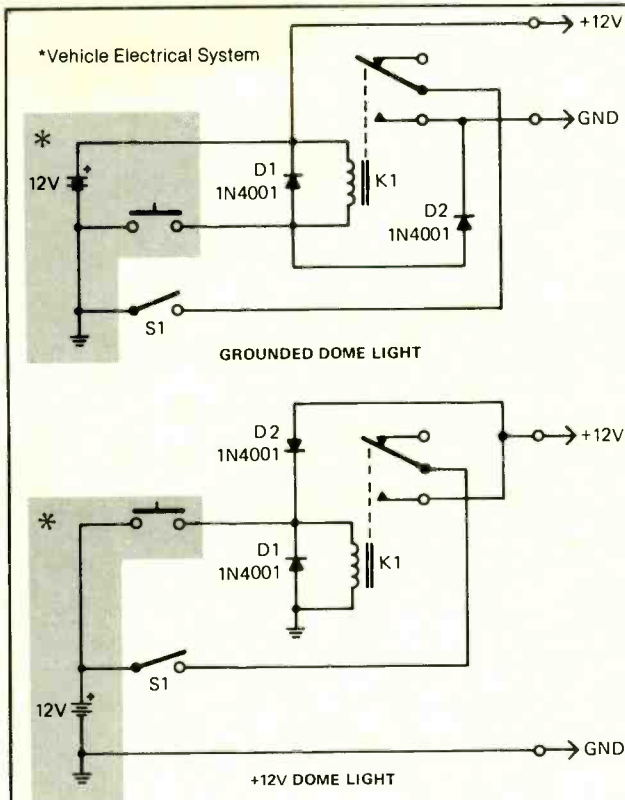 +12V
*Vehicle Electrical System
*
GND
D1
1N4001
K1
12V
+
D2
1N4001
S1
GROUNDED DOME LIGHT
D2
1N4001
+12V
*
D1
1N4001
K1
S1
12V
+
GND
+12V DOME LIGHT